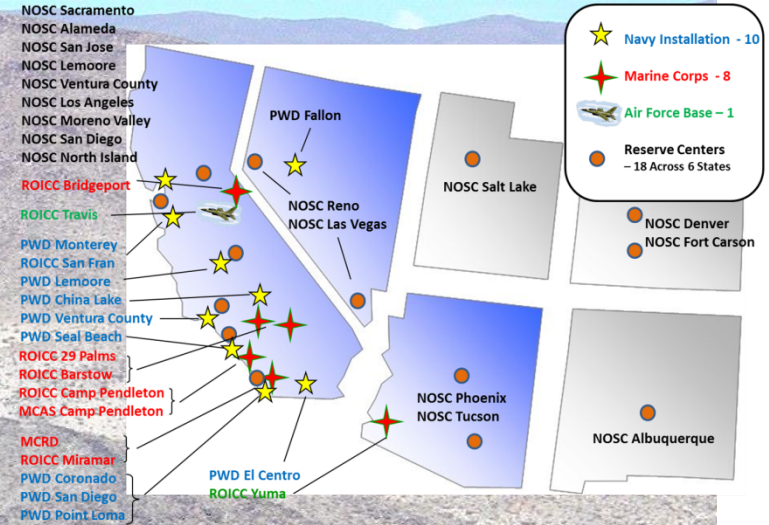 NOSC Sacramento
NOSC Alameda
NOSC San Jose
NOSC Lemoore
NOSC Ventura County
NOSC Los Angeles
NOSC Moreno Valley
NOSC San Diego
NOSC North Island
ROICC Bridgeport
ROICC Travis
PWD Monterey
ROICC San Fran
PWD Lemoore
PWD China Lake
PWD Ventura County
PWD Seal Beach
ROICC 29 Palms
ROICC Barstow
ROICC Camp Pendleton
MCAS Camp Pendleton
MCRD
ROICC Miramar
PWD Coronado
PWD San Diego
PWD Point Loma
PWD Fallon
NOSC Reno
NOSC Las Vegas
PWD El Centro
ROICC Yuma
NOSC Salt Lake
NOSC Phoenix
NOSC Tucson
Navy Installation - 10
Marine Corps - 8
Air Force Base – 1
Reserve Centers
– 18 Across 6 States
NOSC Denver
NOSC Fort Carson
NOSC Albuquerque